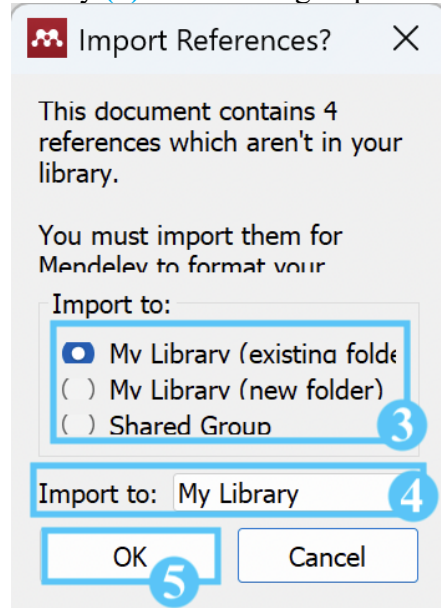 Import References?
This document contains 4
references which aren't in your
library.
You must import them for
Mendeley to format your
Import to:
My Library (existing folde
My Library (new folder)
Shared Group
3
Import to: My Library
4
OK
Cancel
5